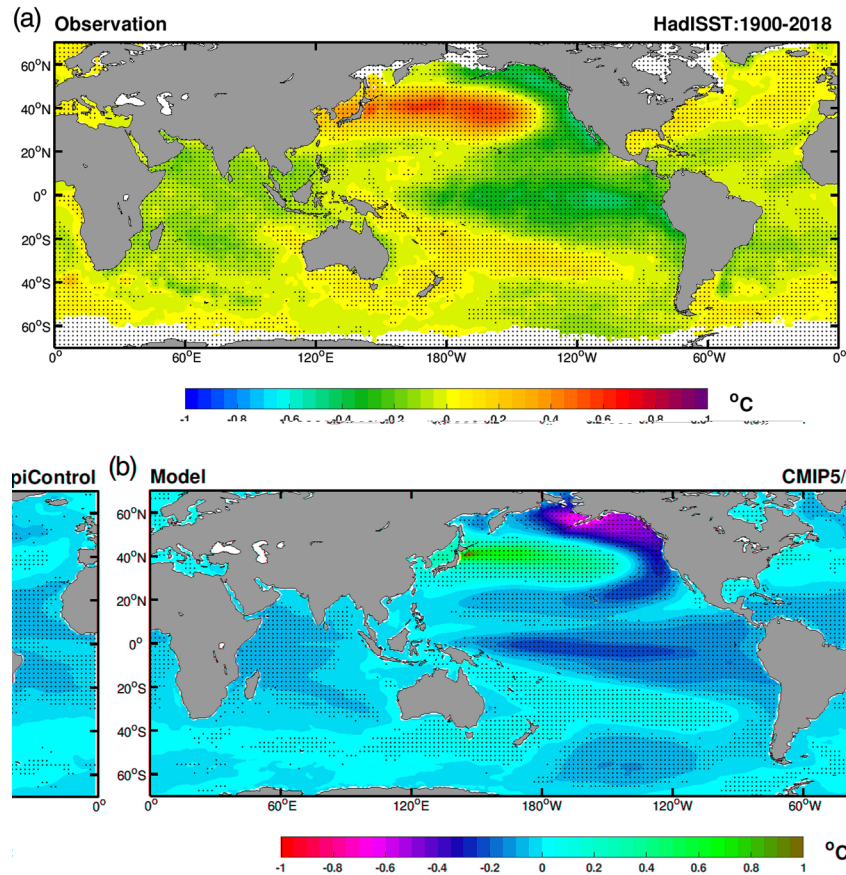 (a) Observation HadISST:1900-2018
60°N
40°N
20°N
0°
20°S
40°S
60°S
0° 60°E 120°E 180°W 120°W 60°W 0°
-1 -0.8 -0.6 -0.4 -0.2 0 0.2 0.4 0.6 0.8 1 °C
piControl (b) Model CMIP5/
60°N
40°N
20°N
0°
20°S
40°S
60°S
0° 0° 60°E 120°E 180°W 120°W 60°W
-1 -0.8 -0.6 -0.4 -0.2 0 0.2 0.4 0.6 0.8 1 °C